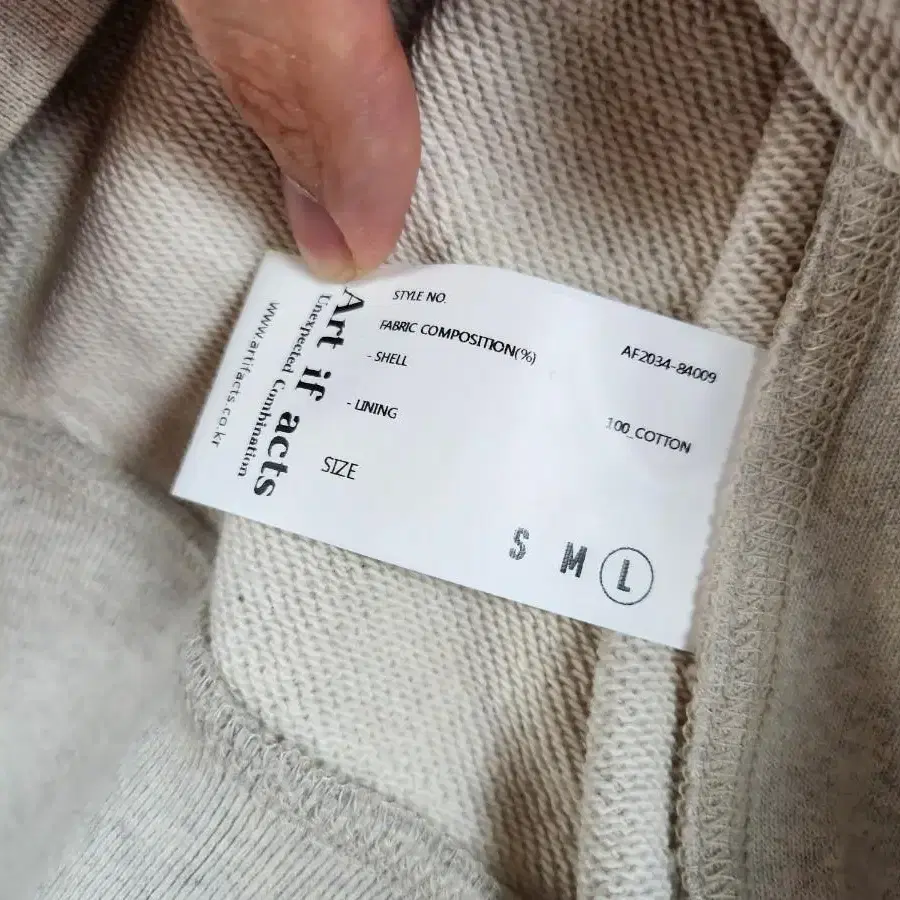 Art if acts
Unexpected Combination
www.artifacts.co.kr
STYLE NO. AF2034-84009
FABRIC COMPOSITION(%)
- SHELL 100_COTTON
- LINING
SIZE
S M L